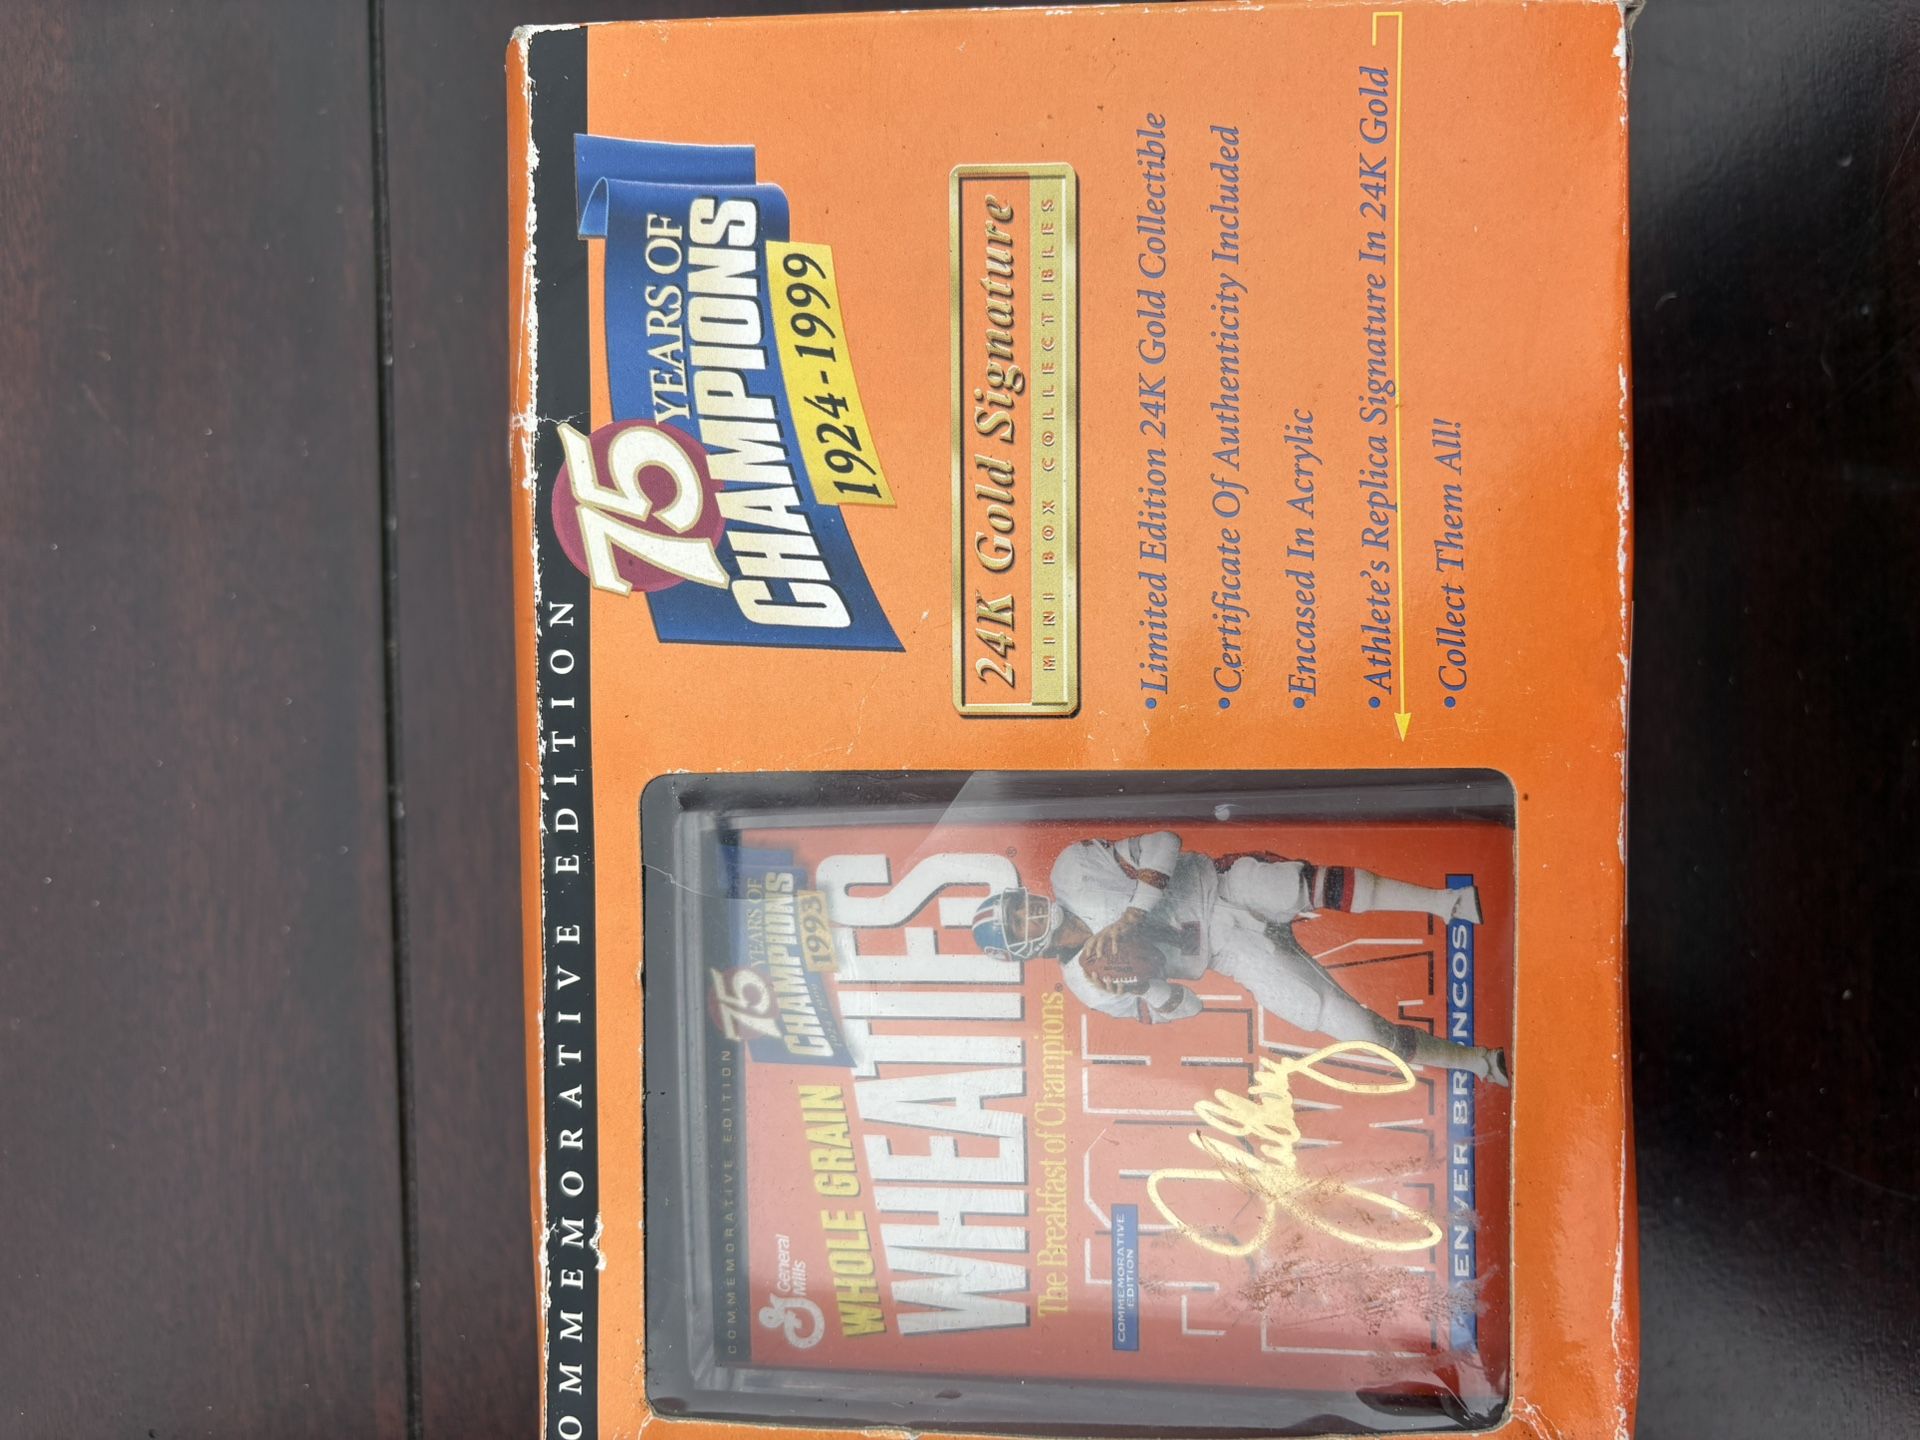 COMMEMORATIVE EDITION
75
YEARS OF
CHAMPIONS
1924-1999
24K Gold Signature
MINI BOX COLLECTIBLES
•Limited Edition 24K Gold Collectible
•Certificate Of Authenticity Included
•Encased In Acrylic
•Athlete's Replica Signature In 24K Gold
•Collect Them All!
COMMEMORATIVE EDITION
75
YEARS OF
CHAMPIONS
1993
General
Mills
WHOLE GRAIN
WHEATIES®
The Breakfast of Champions®
COMMEMORATIVE
EDITION
DENVER BRONCOS